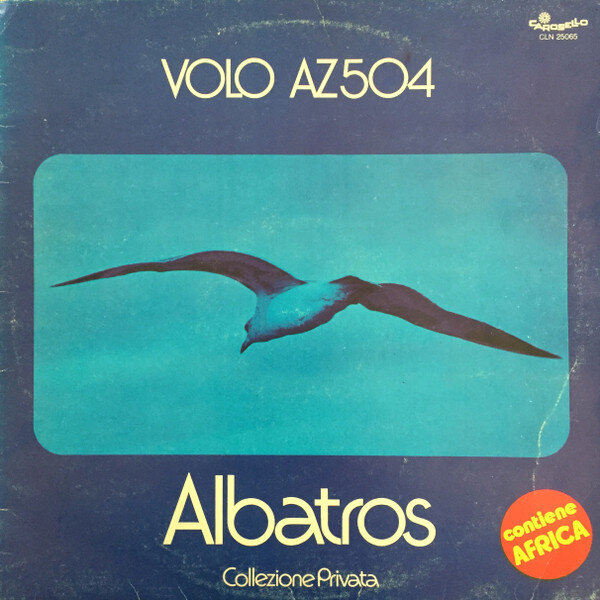 CAROSELLO
CLN 25065
VOLO AZ504
Albatros
Collezione Privata
contiene
AFRICA